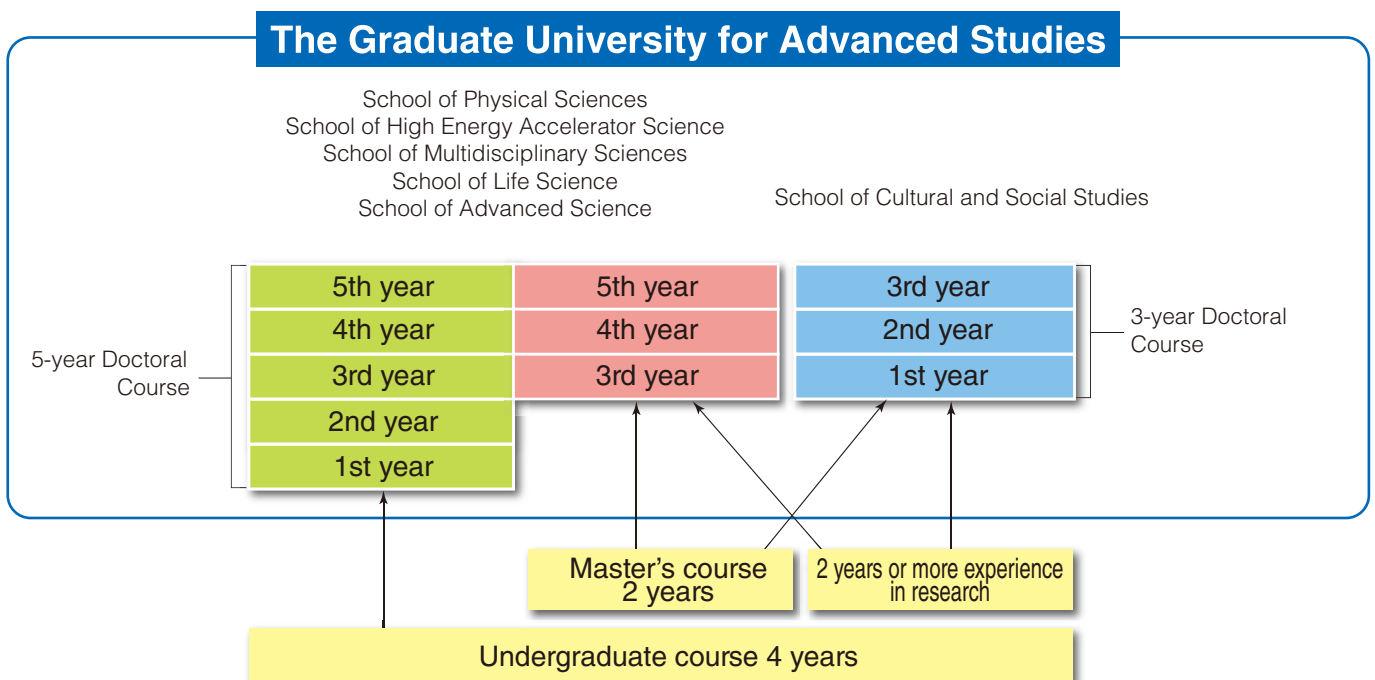 The Graduate University for Advanced Studies
School of Physical Sciences
School of High Energy Accelerator Science
School of Multidisciplinary Sciences
School of Life Science
School of Advanced Science
School of Cultural and Social Studies
5-year Doctoral
Course
5th year
4th year
3rd year
2nd year
1st year
5th year
4th year
3rd year
3rd year
2nd year
1st year
3-year Doctoral
Course
Master's course
2 years
2 years or more experience
in research
Undergraduate course 4 years